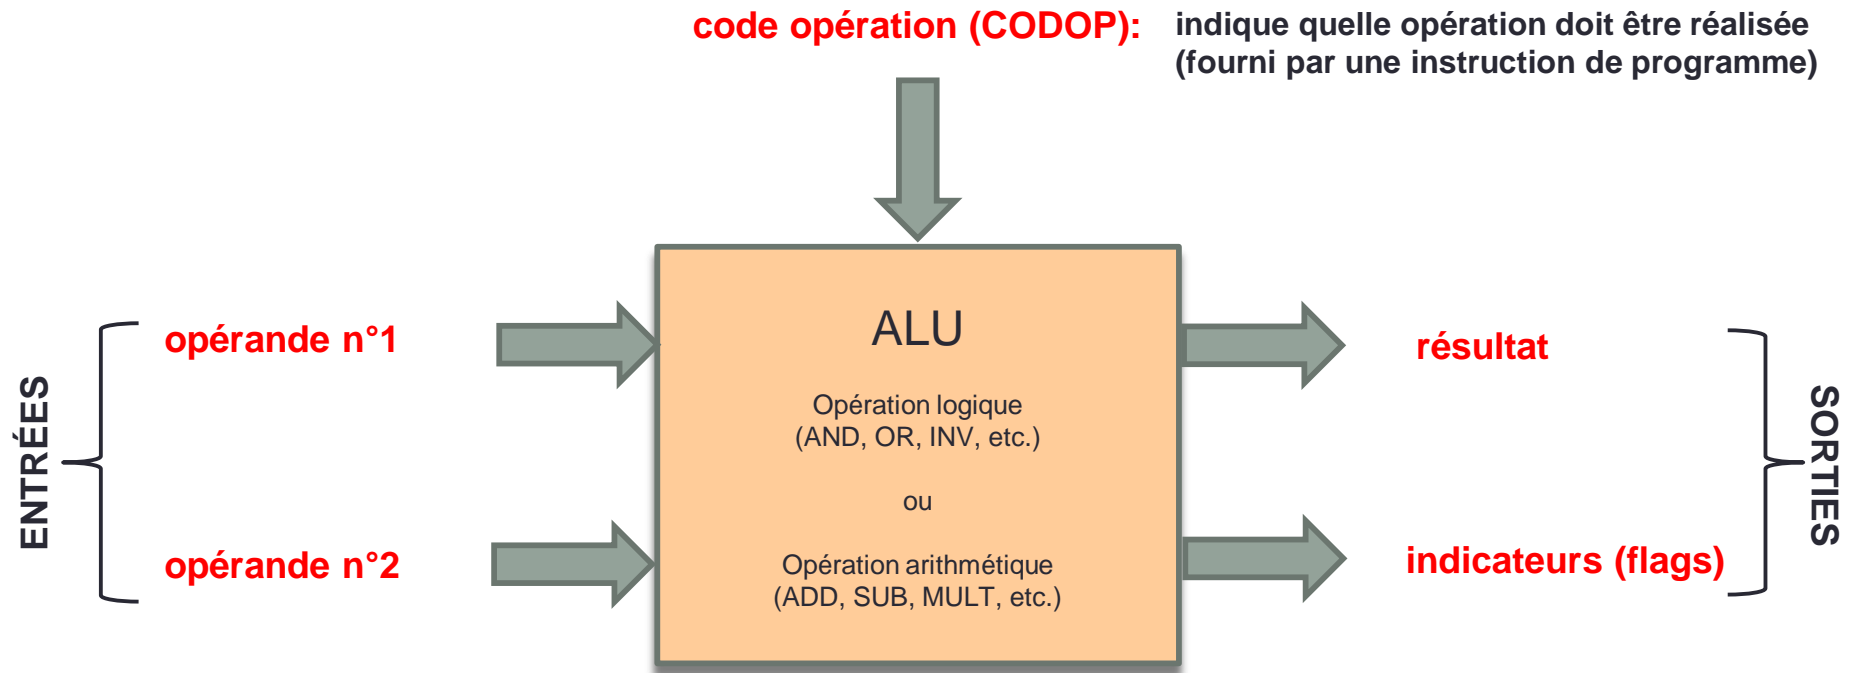 code opération (CODOP): indique quelle opération doit être réalisée
(fourni par une instruction de programme)
ENTRÉES
opérande n°1
opérande n°2
ALU
Opération logique
(AND, OR, INV, etc.)
ou
Opération arithmétique
(ADD, SUB, MULT, etc.)
résultat
indicateurs (flags)
SORTIES